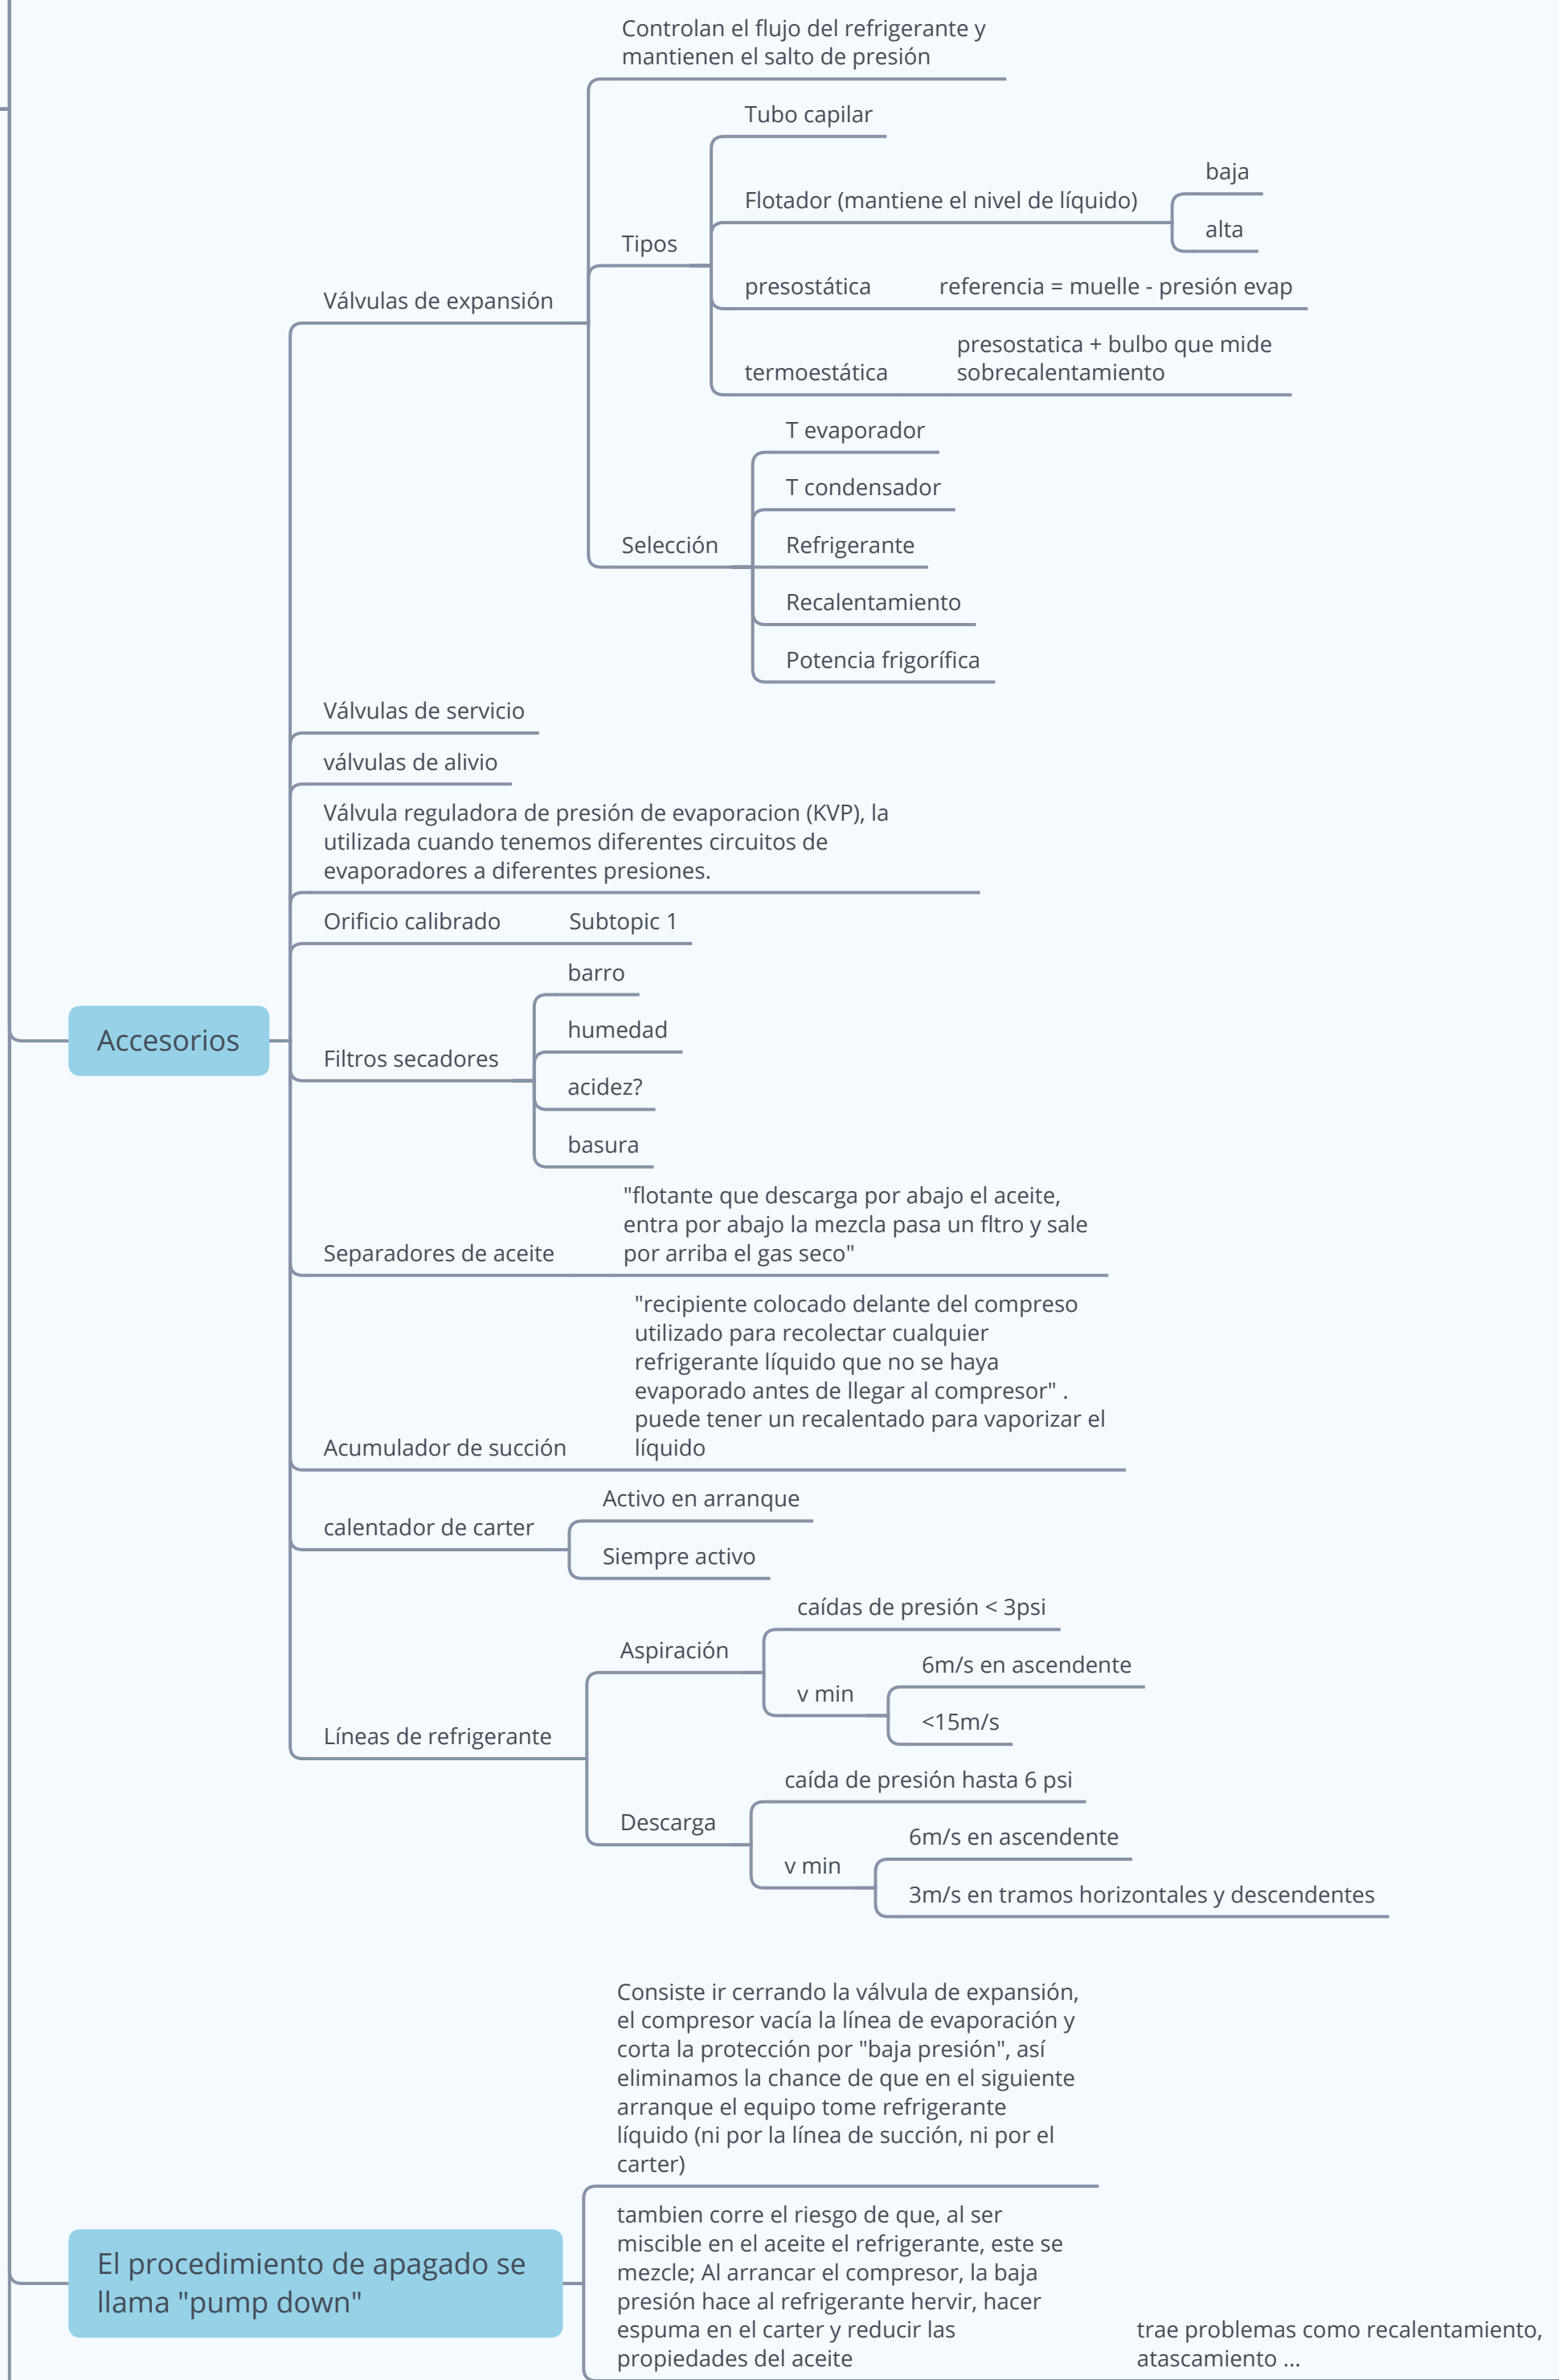 Controlan el flujo del refrigerante y
mantienen el salto de presión
Tubo capilar
baja
Flotador (mantiene el nivel de líquido)
alta
Tipos
presostática
referencia = muelle - presión evap
Válvulas de expansión
presostatica + bulbo que mide
sobrecalentamiento
termoestática
T evaporador
T condensador
Selección
Refrigerante
Recalentamiento
Potencia frigorífica
Válvulas de servicio
válvulas de alivio
Válvula reguladora de presión de evaporacion (KVP), la
utilizada cuando tenemos diferentes circuitos de
evaporadores a diferentes presiones.
Orificio calibrado
Subtopic 1
barro
Accesorios
humedad
Filtros secadores
acidez?
basura
"flotante que descarga por abajo el aceite,
entra por abajo la mezcla pasa un fltro y sale
por arriba el gas seco"
Separadores de aceite
"recipiente colocado delante del compreso
utilizado para recolectar cualquier
refrigerante líquido que no se haya
evaporado antes de llegar al compresor" .
puede tener un recalentado para vaporizar el
líquido
Acumulador de succión
Activo en arranque
calentador de carter
Siempre activo
caídas de presión < 3psi
Aspiración
6m/s en ascendente
v min
<15m/s
Líneas de refrigerante
caída de presión hasta 6 psi
Descarga
6m/s en ascendente
v min
3m/s en tramos horizontales y descendentes
Consiste ir cerrando la válvula de expansión,
el compresor vacía la línea de evaporación y
corta la protección por "baja presión", así
eliminamos la chance de que en el siguiente
arranque el equipo tome refrigerante
líquido (ni por la línea de succión, ni por el
carter)
El procedimiento de apagado se
llama "pump down"
tambien corre el riesgo de que, al ser
miscible en el aceite el refrigerante, este se
mezcle; Al arrancar el compresor, la baja
presión hace al refrigerante hervir, hacer
espuma en el carter y reducir las
propiedades del aceite
trae problemas como recalentamiento,
atascamiento ...